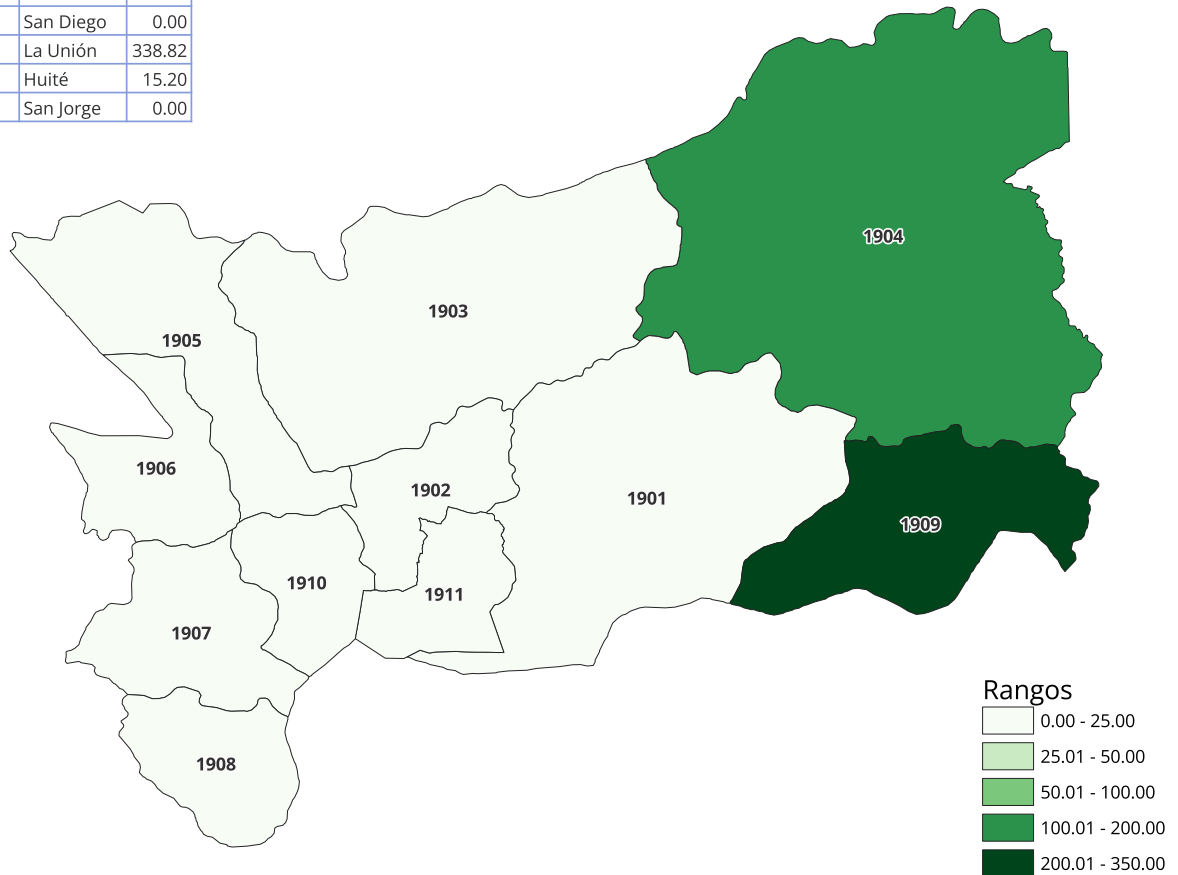 San Diego 0.00
La Unión 338.82
Huité 15.20
San Jorge 0.00
1904
1903
1905
1906
1902
1901
1909
1910
1911
1907
1908
Rangos
0.00 - 25.00
25.01 - 50.00
50.01 - 100.00
100.01 - 200.00
200.01 - 350.00